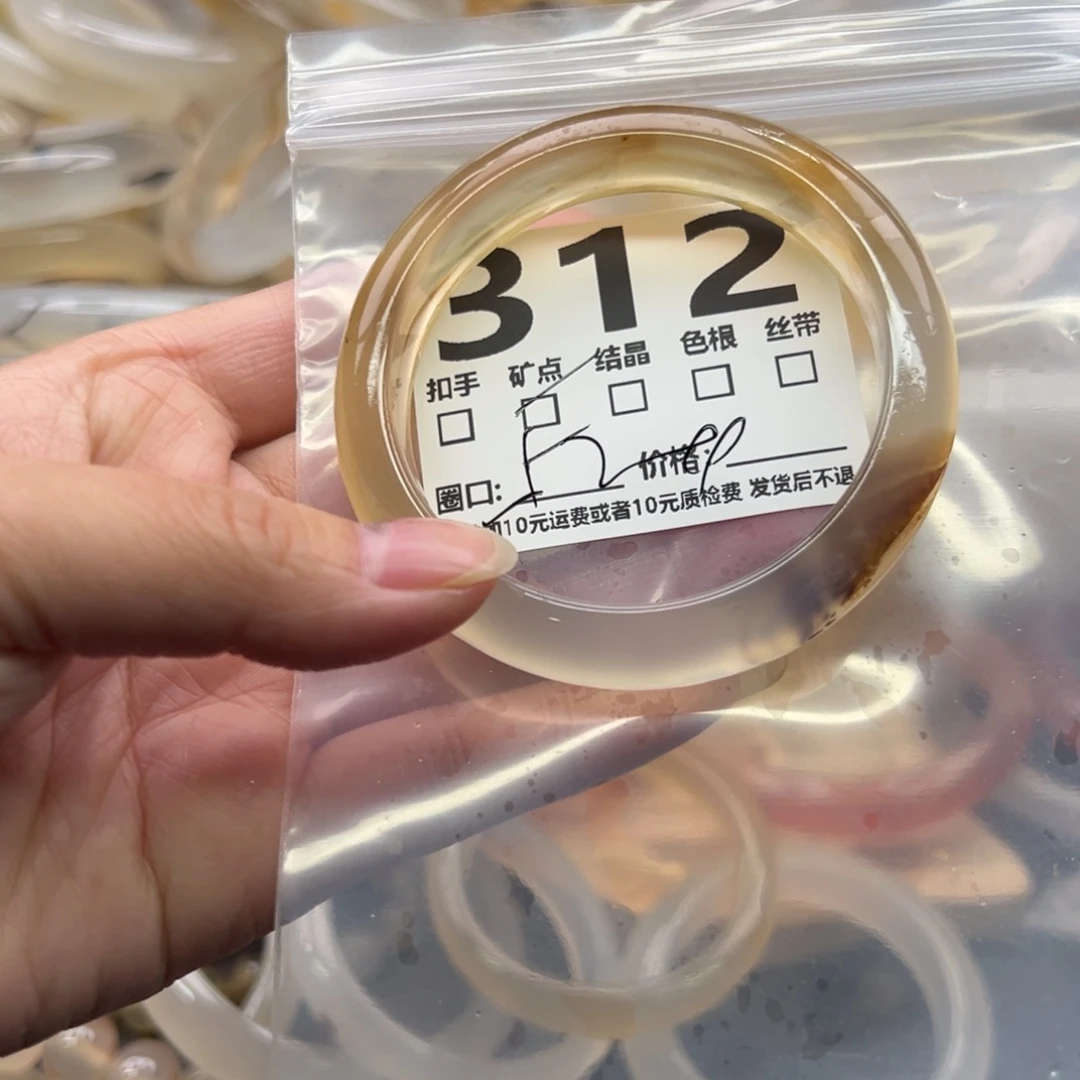 312
扣手 矿点 结晶 色根 丝带
圈口: 52 价格:
10元运费或者10元质检费 发货后不退